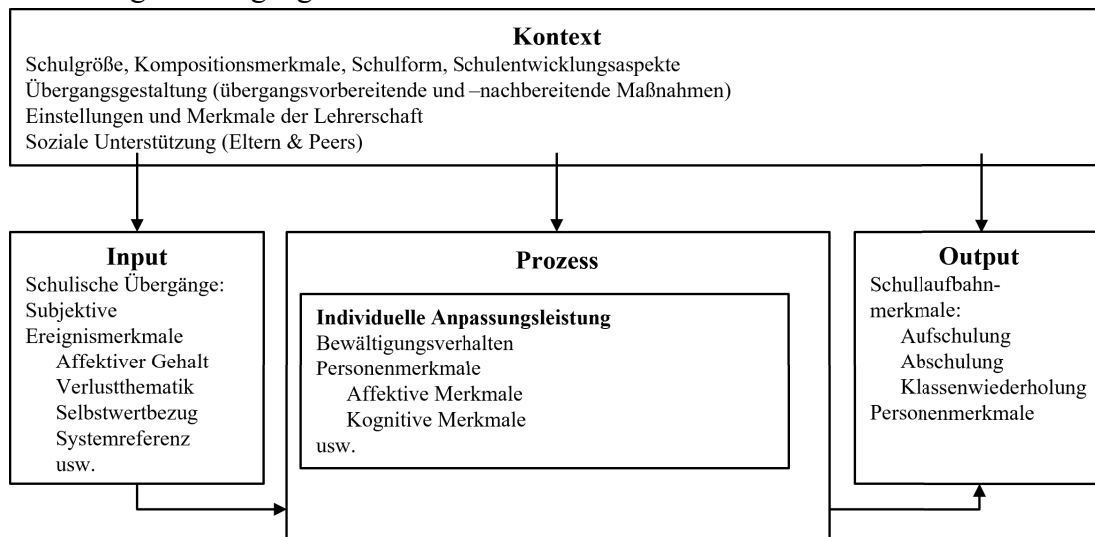 Kontext
Schulgröße, Kompositionsmerkmale, Schulform, Schulentwicklungsaspekte
Übergangsgestaltung (übergangsvorbereitende und –nachbereitende Maßnahmen)
Einstellungen und Merkmale der Lehrerschaft
Soziale Unterstützung (Eltern & Peers)
Input
Schulische Übergänge:
Subjektive
Ereignismerkmale
Affektiver Gehalt
Verlustthematik
Selbstwertbezug
Systemreferenz
usw.
Prozess
Individuelle Anpassungsleistung
Bewältigungsverhalten
Personenmerkmale
Affektive Merkmale
Kognitive Merkmale
usw.
Output
Schullaufbahn-
merkmale:
Aufschulung
Abschulung
Klassenwiederholung
Personenmerkmale